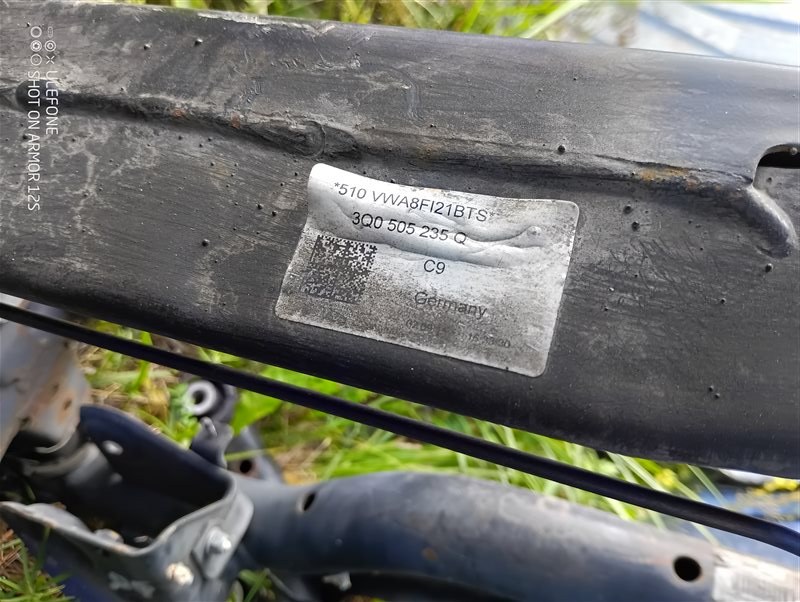 *510 VWA8FI21BTS*
3Q0 505 235 Q
C9
Germany
ULEFONE
SHOT ON ARMOR 12S